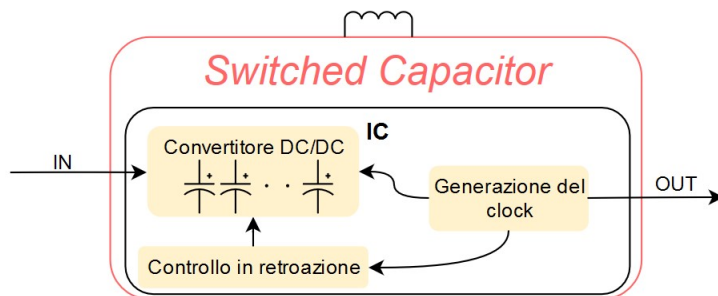 Switched Capacitor
IC
Convertitore DC/DC
IN
Generazione del
clock
OUT
Controllo in retroazione